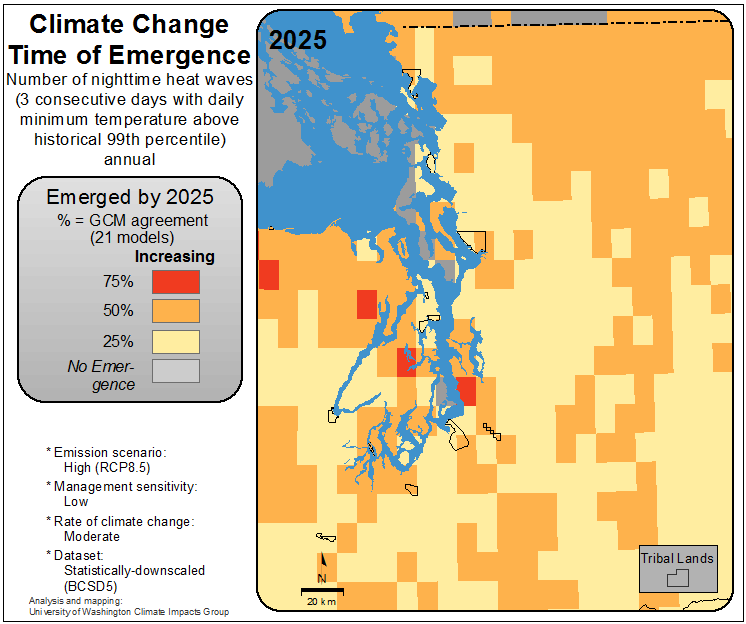 Climate Change
Time of Emergence
Number of nighttime heat waves
(3 consecutive days with daily
minimum temperature above
historical 99th percentile)
annual
Emerged by 2025
% = GCM agreement
(21 models)
Increasing
75%
50%
25%
No Emer-
gence
* Emission scenario:
High (RCP8.5)
* Management sensitivity:
Low
* Rate of climate change:
Moderate
* Dataset:
Statistically-downscaled
(BCSD5)
Analysis and mapping:
University of Washington Climate Impacts Group
2025
N
20 km
Tribal Lands